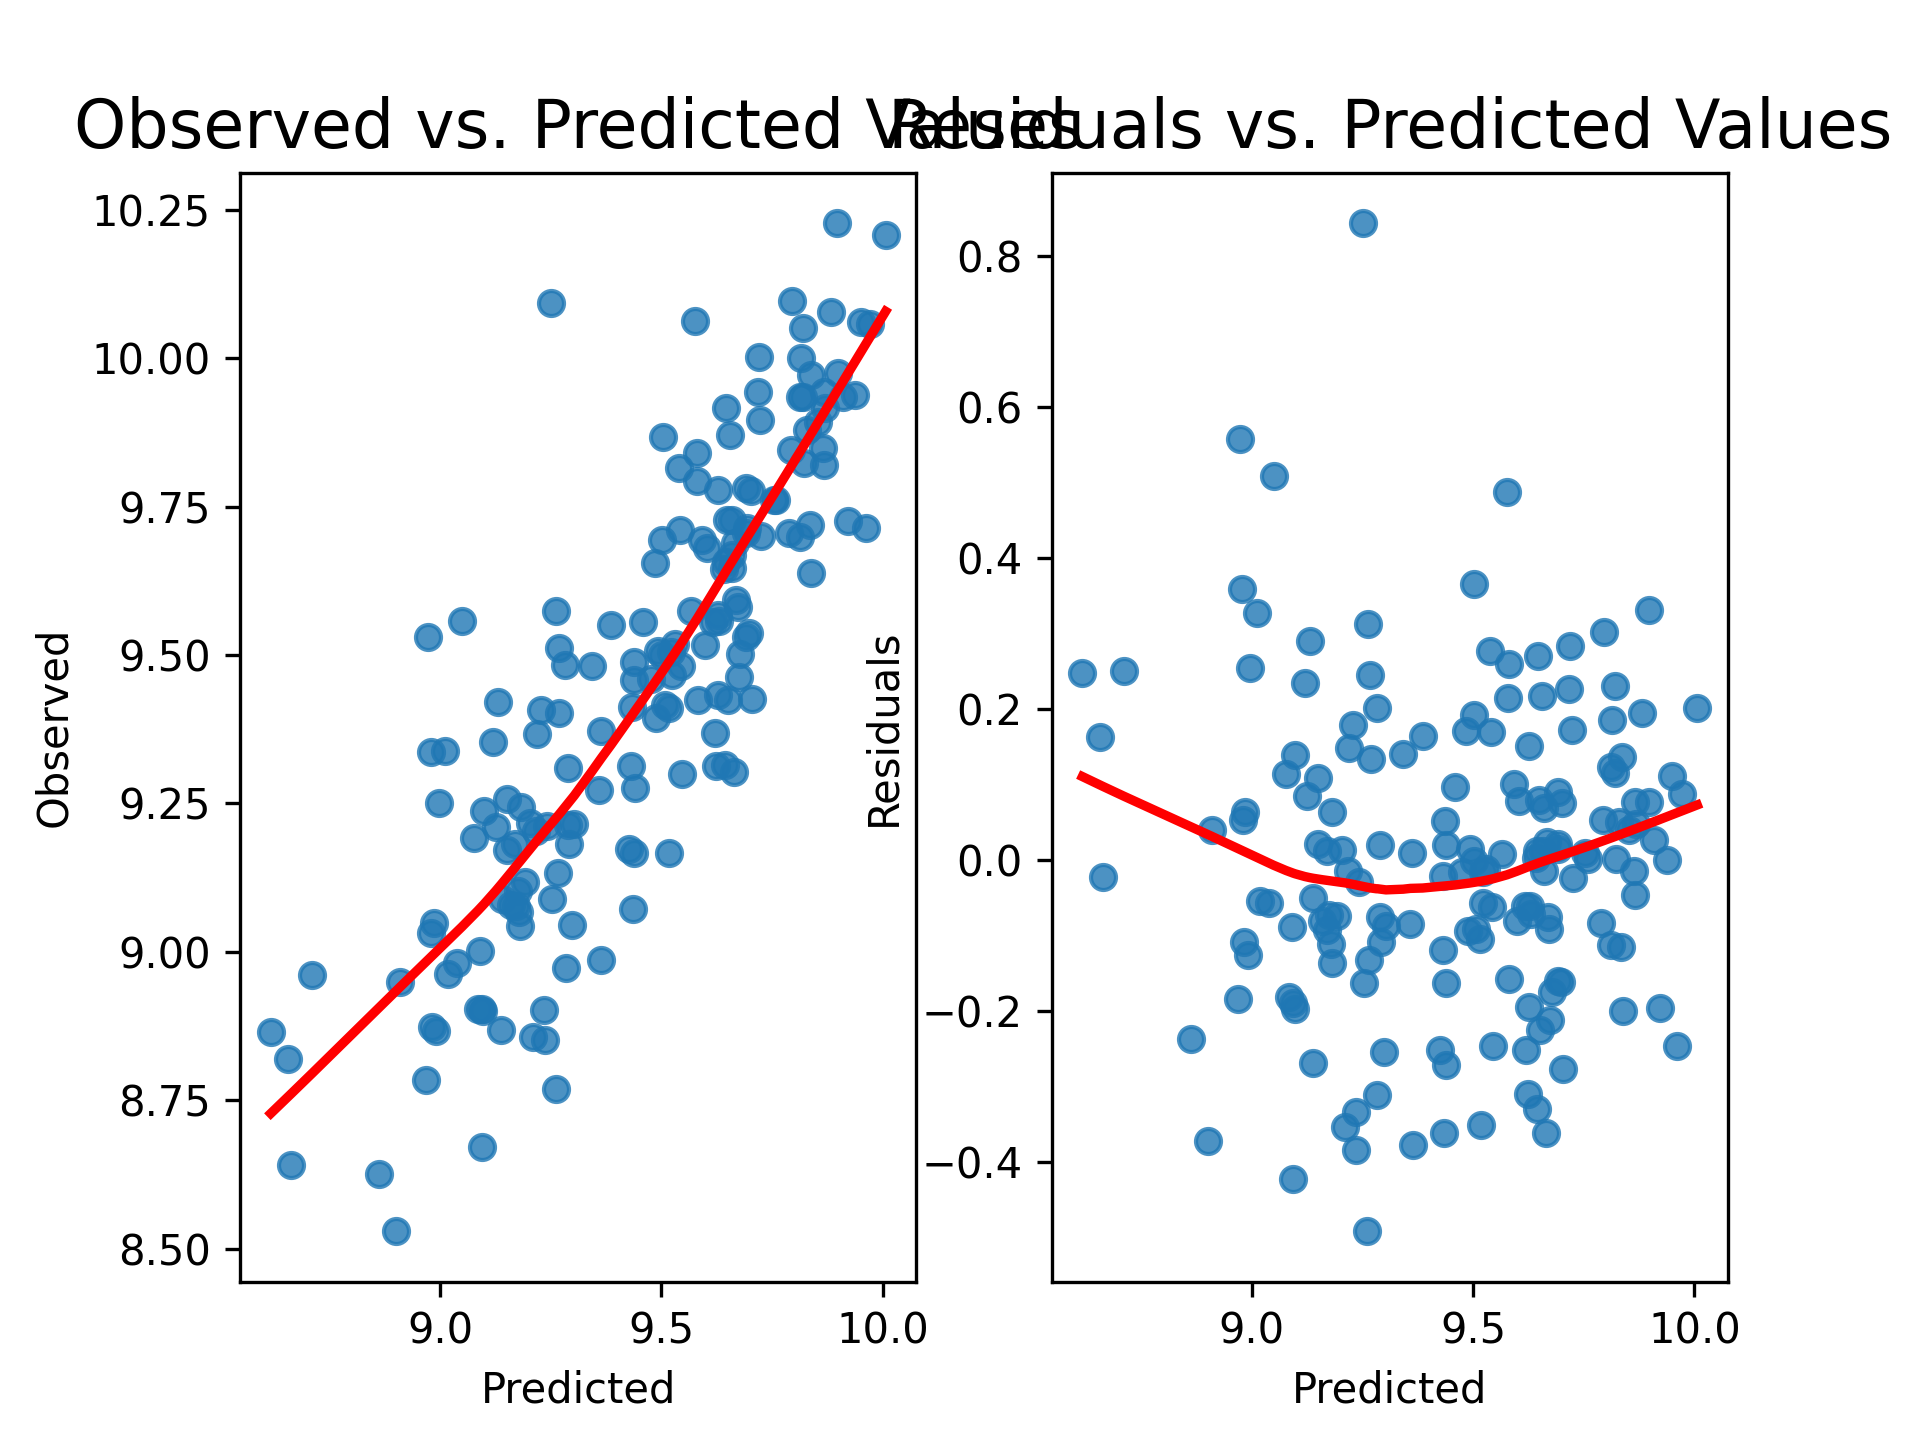 Observed vs. Predicted Values
Residuals vs. Predicted Values
10.25
10.00
9.75
9.50
9.25
9.00
8.75
8.50
Observed
9.0 9.5 10.0
Predicted
0.8
0.6
0.4
0.2
0.0
−0.2
−0.4
Residuals
9.0 9.5 10.0
Predicted